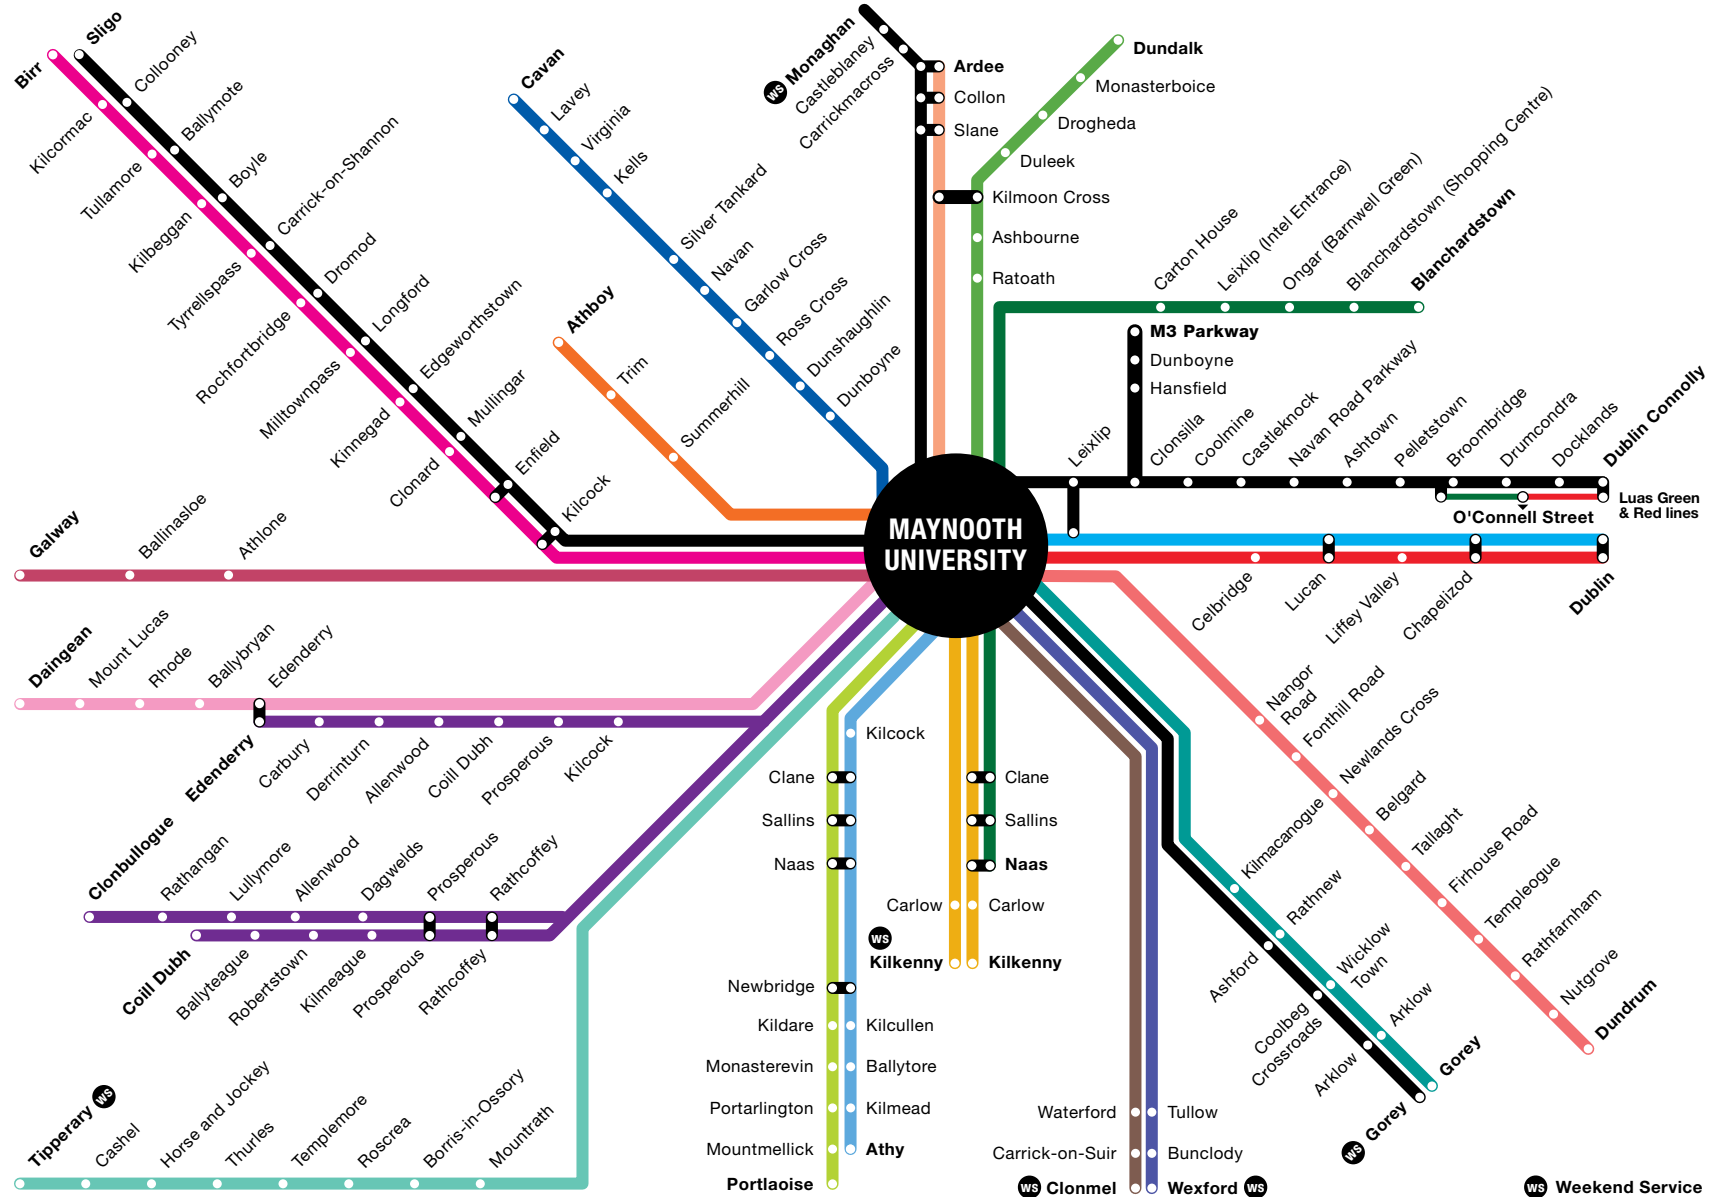 Birr
Kilcormac
Tullamore
Kilbeggan
Tyrrellspass
Rochfortbridge
Milltownpass
Kinnegad
Clonard
Sligo
Collooney
Ballymote
Boyle
Carrick-on-Shannon
Dromod
Longford
Edgeworthstown
Mullingar
Enfield
Kilcock
Cavan
Lavey
Virginia
Kells
Silver Tankard
Navan
Garlow Cross
Ross Cross
Dunshaughlin
Dunboyne
Athboy
Trim
Summerhill
WS Monaghan
Castleblaney
Carrickmacross
Ardee
Collon
Slane
Dundalk
Monasterboice
Drogheda
Duleek
Kilmoon Cross
Ashbourne
Ratoath
Carton House
Leixlip (Intel Entrance)
Ongar (Barnwell Green)
Blanchardstown (Shopping Centre)
Blanchardstown
M3 Parkway
Dunboyne
Hansfield
Leixlip
Clonsilla
Coolmine
Castleknock
Navan Road Parkway
Ashtown
Pelletstown
Broombridge
Drumcondra
Docklands
Dublin Connolly
Luas Green
& Red lines
O'Connell Street
MAYNOOTH
UNIVERSITY
Celbridge
Lucan
Liffey Valley
Chapelizod
Dublin
Galway
Ballinasloe
Athlone
Daingean
Mount Lucas
Rhode
Ballybryan
Edenderry
Edenderry
Carbury
Derrinturn
Allenwood
Coill Dubh
Prosperous
Kilcock
Clonbullogue
Rathangan
Lullymore
Allenwood
Dagwelds
Prosperous
Rathcoffey
Coill Dubh
Ballyteague
Robertstown
Kilmeague
Prosperous
Rathcoffey
Tipperary WS
Cashel
Horse and Jockey
Thurles
Templemore
Roscrea
Borris-in-Ossory
Mountrath
Kilcock
Clane
Sallins
Naas
Newbridge
Kildare
Monasterevin
Portarlington
Mountmellick
Portlaoise
Kilcullen
Ballytore
Kilmead
Athy
Clane
Sallins
Naas
Carlow
Carlow
WS
Kilkenny
Kilkenny
Waterford
Carrick-on-Suir
WS Clonmel
Tullow
Bunclody
Wexford WS
Kilmacanogue
Rathnew
Wicklow
Town
Arklow
Gorey
Ashford
Coolbeg
Crossroads
Arklow
WS Gorey
Nangor
Road
Fonthill Road
Newlands Cross
Belgard
Tallaght
Firhouse Road
Templeogue
Rathfarnham
Nutgrove
Dundrum
WS Weekend Service